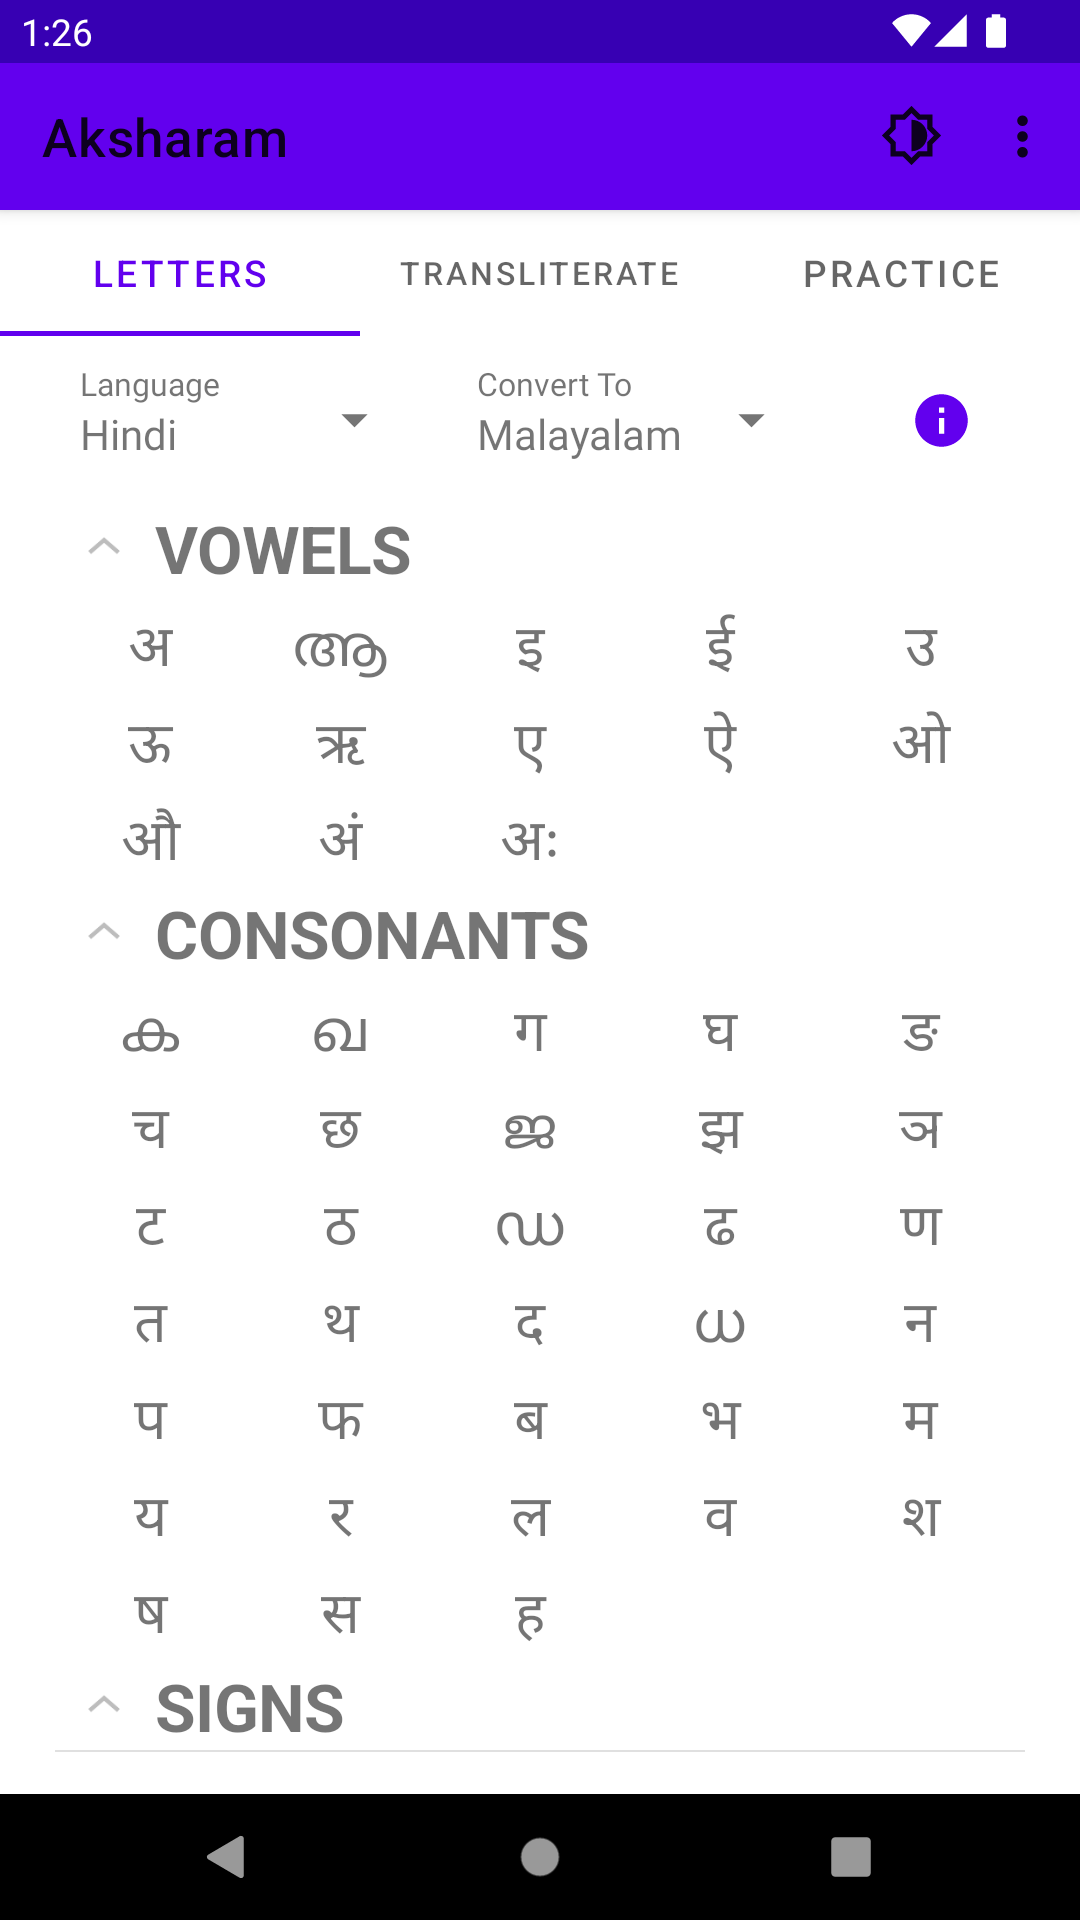 1:26
Aksharam
LETTERS TRANSLITERATE PRACTICE
Language Convert To
Hindi Malayalam
VOWELS
अ ആ इ ई उ
ऊ ऋ ए ऐ ओ
औ अं अः
CONSONANTS
ക ഖ ग घ ङ
च छ ജ झ ञ
ट ठ ഡ ढ ण
त थ द ധ न
प फ ब भ म
य र ल व श
ष स ह
SIGNS